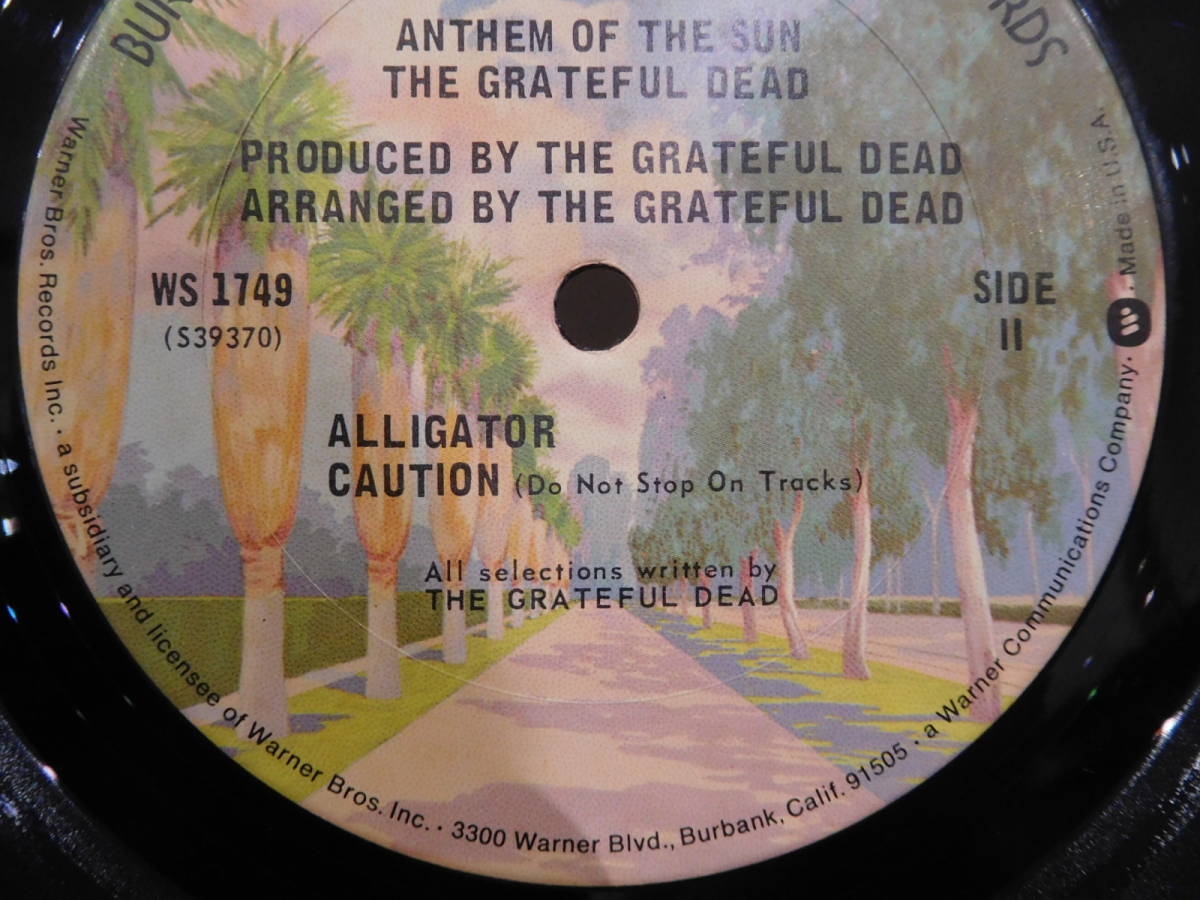 ANTHEM OF THE SUN
THE GRATEFUL DEAD
PRODUCED BY THE GRATEFUL DEAD
ARRANGED BY THE GRATEFUL DEAD
WS 1749
(S39370)
SIDE
II
ALLIGATOR
CAUTION (Do Not Stop On Tracks)
All selections written by
THE GRATEFUL DEAD
Warner Bros. Records Inc. · a subsidiary and licensee of Warner Bros. Inc. · 3300 Warner Blvd., Burbank, Calif. 91505 · a Warner Communications Company. W . Made in U.S.A.